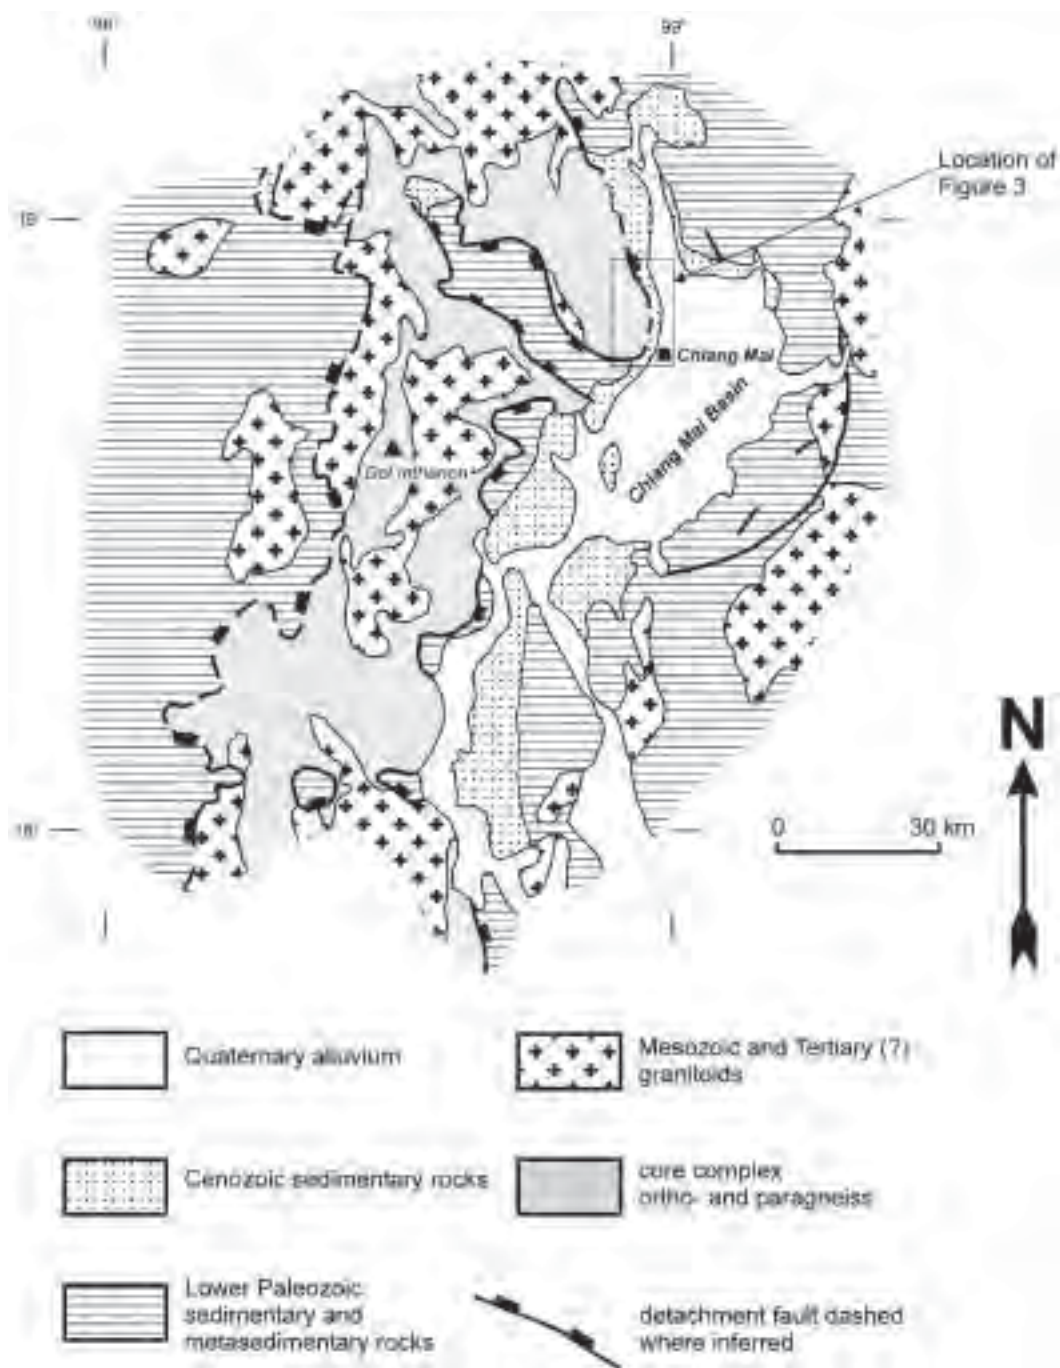 98°
99°
Location of
Figure 3
19°
Chiang Mai
Chiang Mai Basin
Doi Inthanon
18°
N
0 30 km
Quaternary alluvium
Mesozoic and Tertiary (?)
granitoids
Cenozoic sedimentary rocks
core complex
ortho- and paragneiss
Lower Paleozoic
sedimentary and
metasedimentary rocks
detachment fault dashed
where inferred